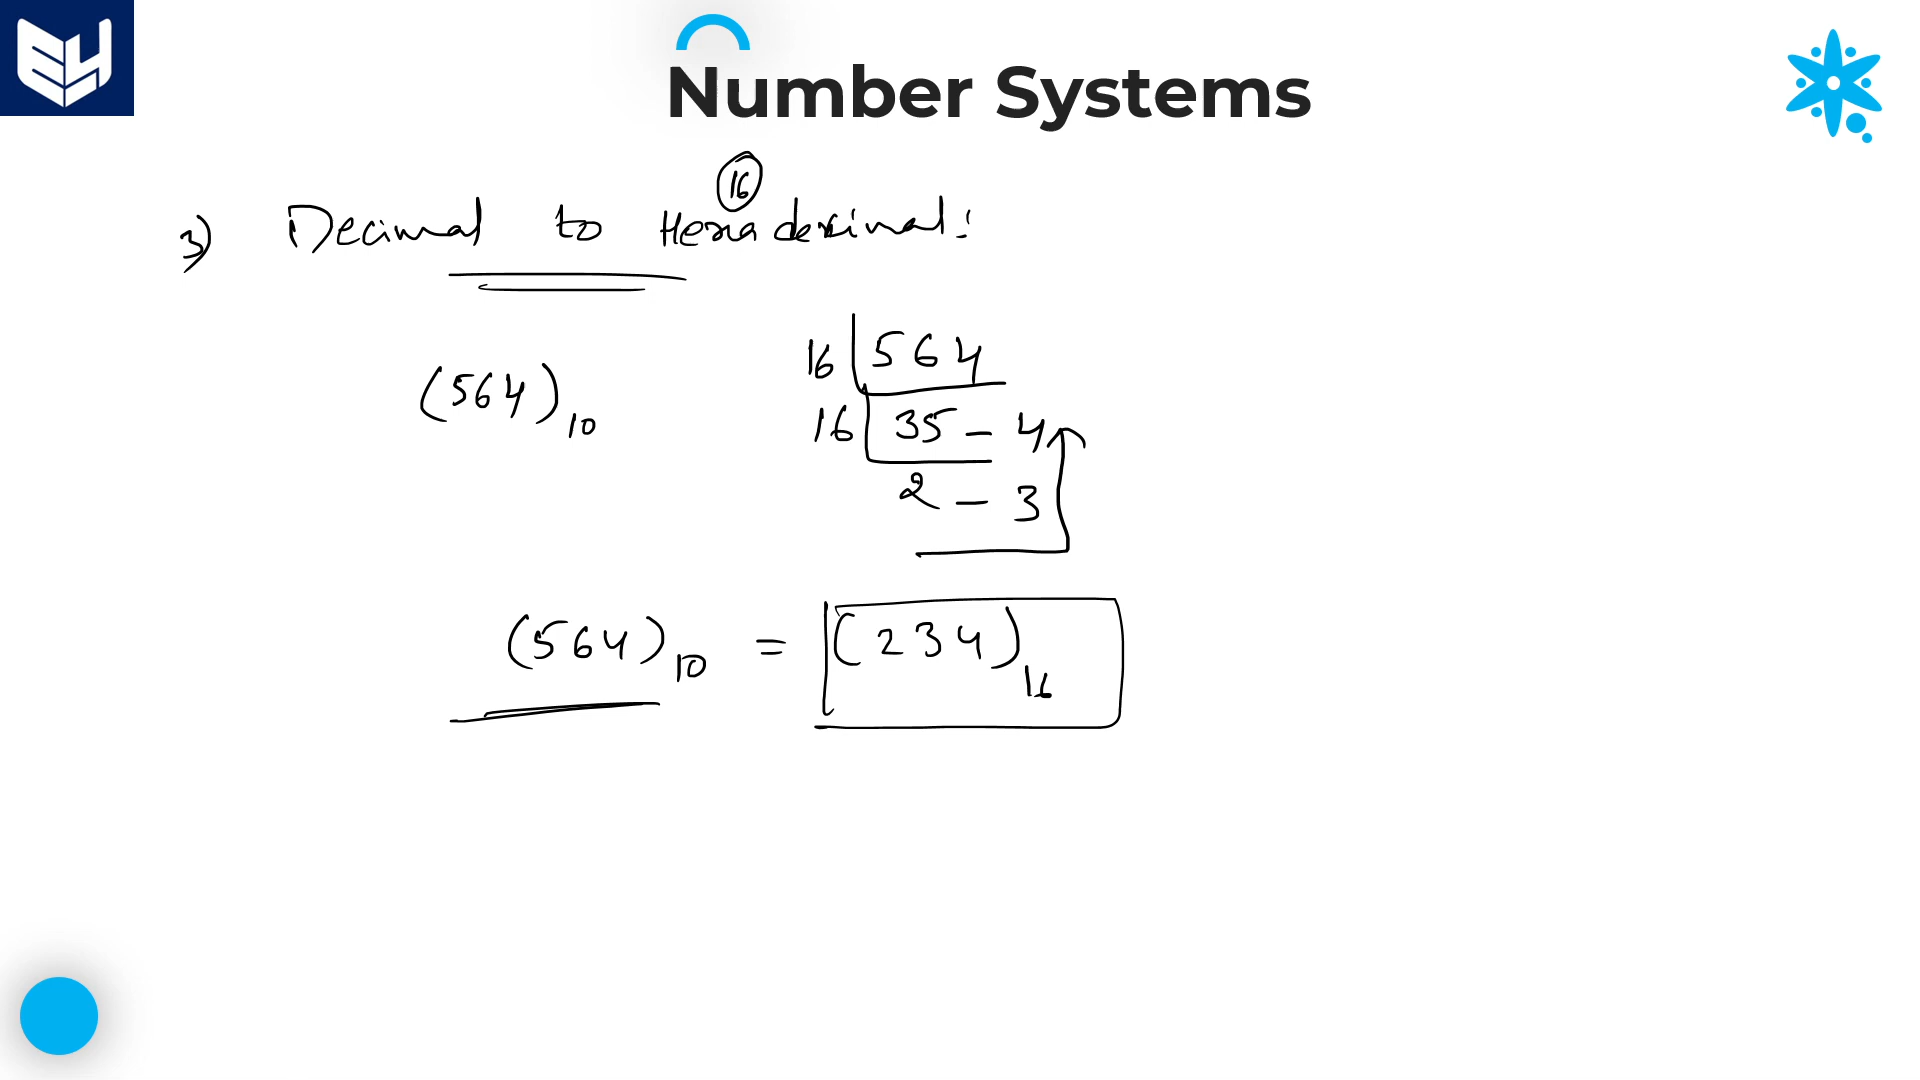 EEY
Number Systems
16
3) Decimal to Hexadecimal:
(564)10
16 564
16 35 - 4
2 - 3
(564)10 = (234)16